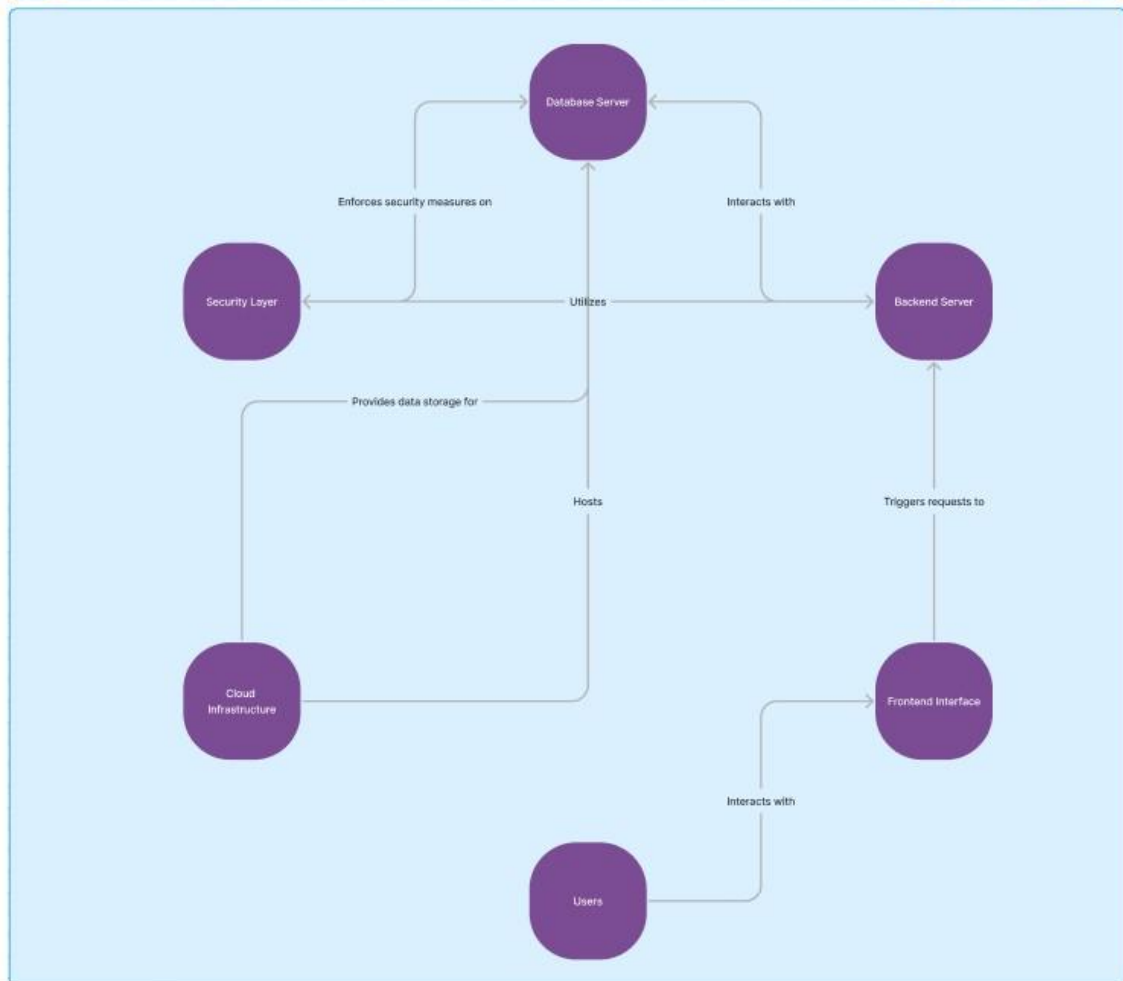 Database Server
Enforces security measures on
Interacts with
Security Layer
Utilizes
Backend Server
Provides data storage for
Hosts
Triggers requests to
Cloud
Infrastructure
Frontend Interface
Interacts with
Users